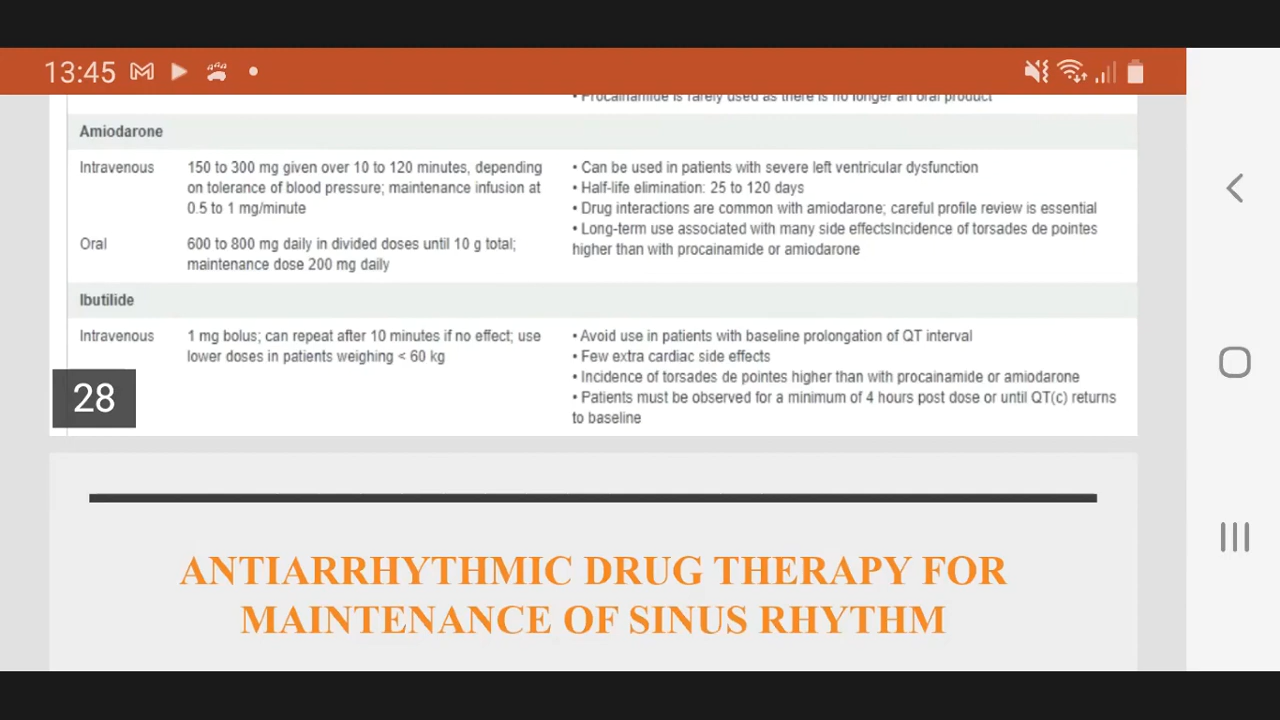 13:45
• Procainamide is rarely used as there is no longer an oral product
Amiodarone
Intravenous
150 to 300 mg given over 10 to 120 minutes, depending
on tolerance of blood pressure; maintenance infusion at
0.5 to 1 mg/minute
• Can be used in patients with severe left ventricular dysfunction
• Half-life elimination: 25 to 120 days
• Drug interactions are common with amiodarone; careful profile review is essential
• Long-term use associated with many side effectsIncidence of torsades de pointes
higher than with procainamide or amiodarone
Oral
600 to 800 mg daily in divided doses until 10 g total;
maintenance dose 200 mg daily
Ibutilide
Intravenous
1 mg bolus; can repeat after 10 minutes if no effect; use
lower doses in patients weighing < 60 kg
• Avoid use in patients with baseline prolongation of QT interval
• Few extra cardiac side effects
• Incidence of torsades de pointes higher than with procainamide or amiodarone
• Patients must be observed for a minimum of 4 hours post dose or until QT(c) returns
to baseline
28
ANTIARRHYTHMIC DRUG THERAPY FOR
MAINTENANCE OF SINUS RHYTHM